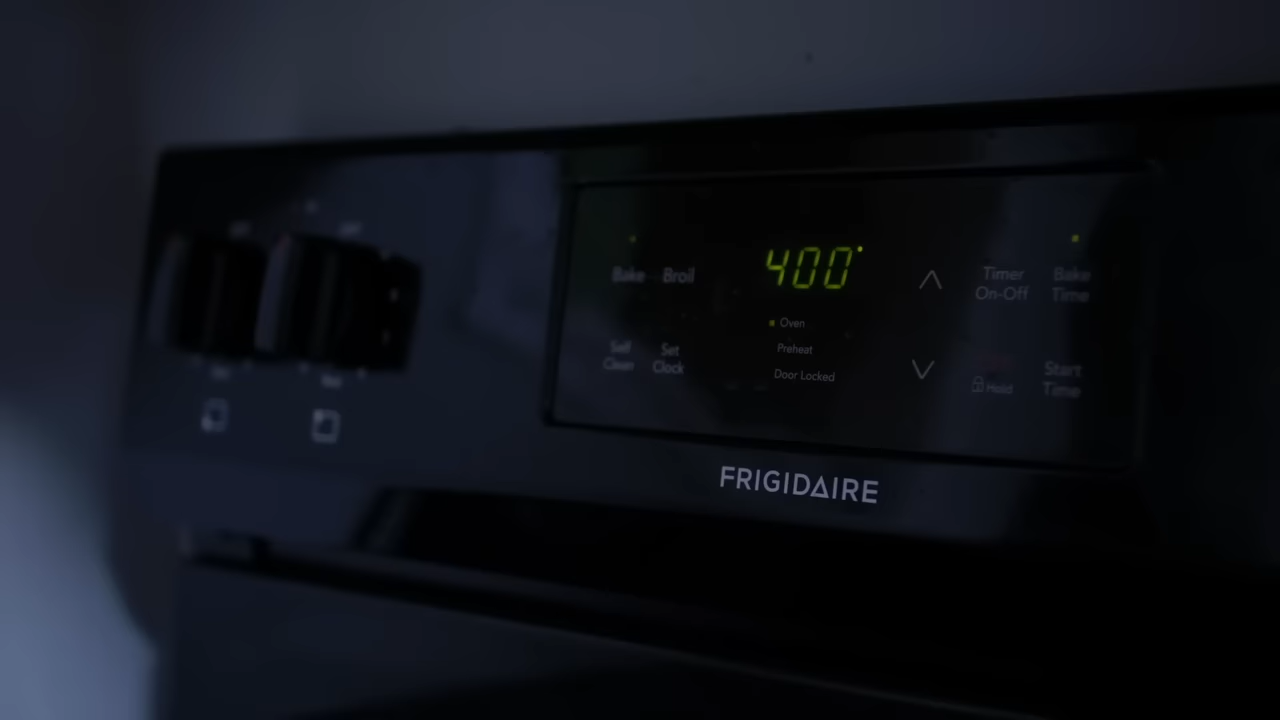 400°
Bake
Broil
Timer
On-Off
Bake
Time
Oven
Preheat
Door Locked
Self
Clean
Set
Clock
Hold
Start
Time
FRIGIDAIRE